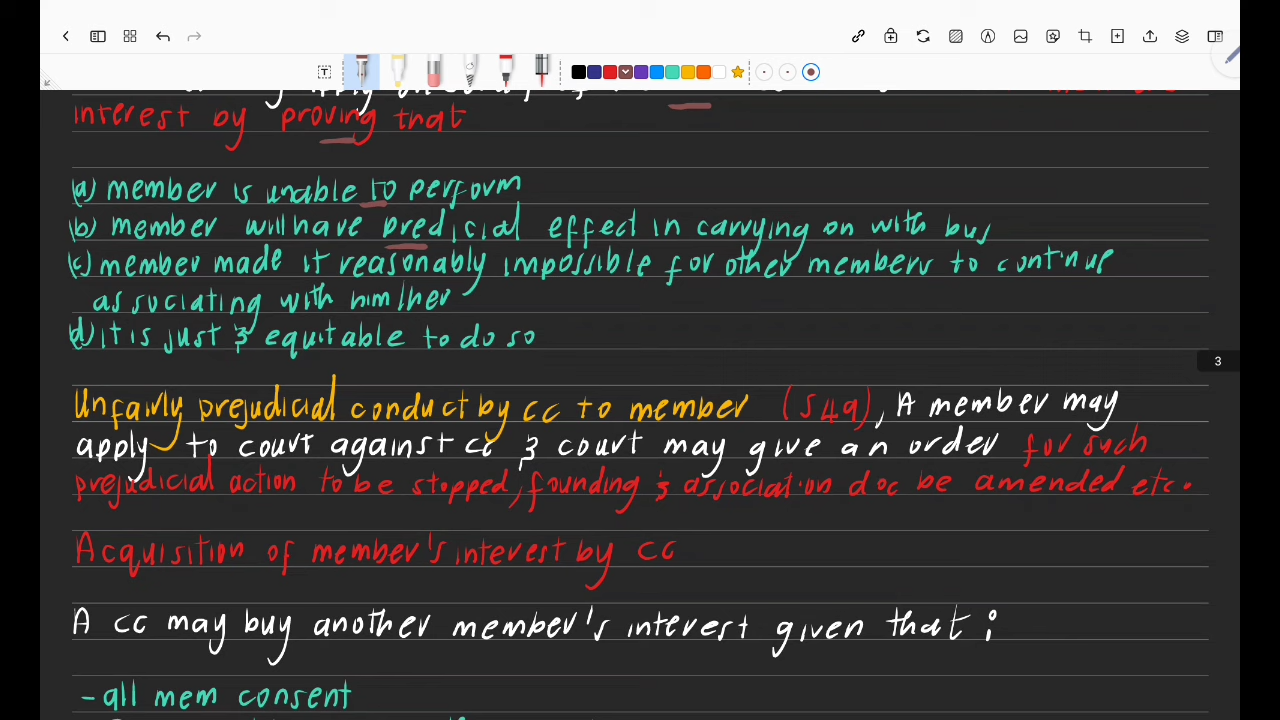 interest by proving that
(a) member is unable to perform
(b) member will have predicial effect in carrying on with bus
(c) member made it reasonably impossible for other members to continue
associating with him/her
(d) it is just & equitable to do so
3
Unfairly prejudicial conduct by cc to member (S49), A member may
apply to court against cc & court may give an order for such
prejudicial action to be stopped, founding & association doc be amended etc.
Acquisition of member's interest by CC
A cc may buy another member's interest given that :
- all mem consent